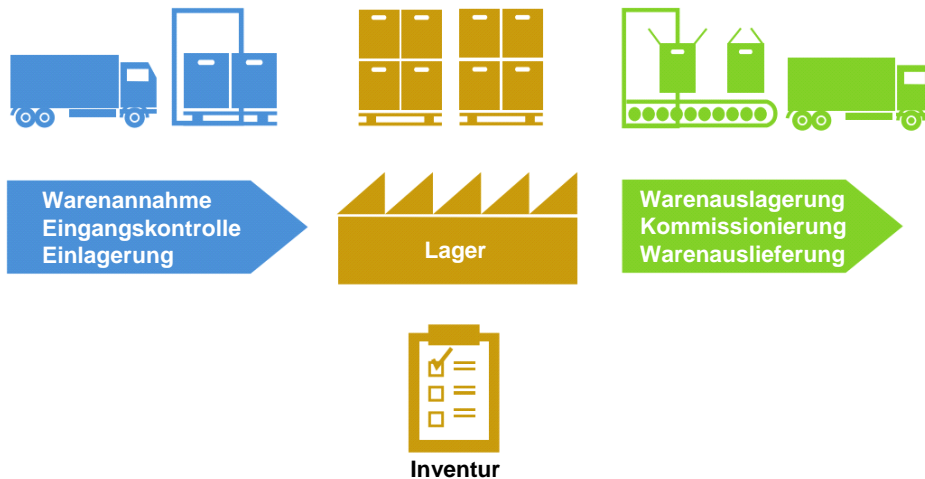 Warenannahme
Eingangskontrolle
Einlagerung
Lager
Warenauslagerung
Kommissionierung
Warenauslieferung
Inventur